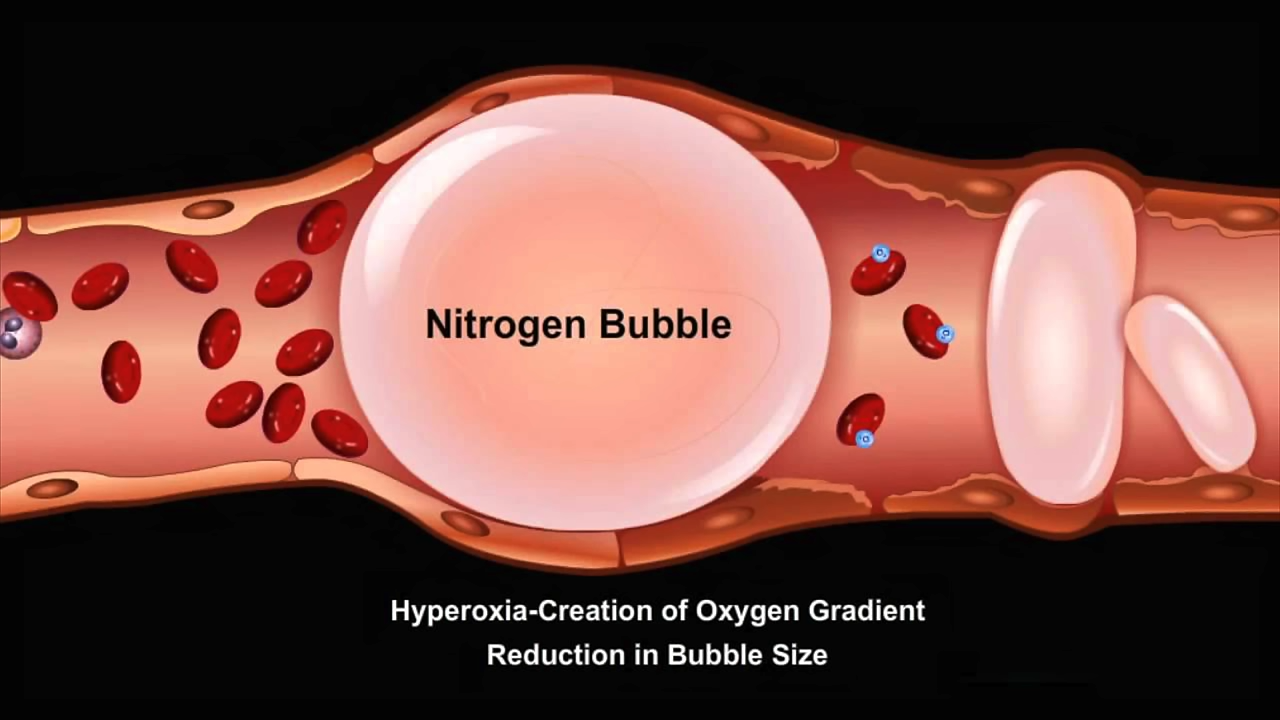 Nitrogen Bubble
Hyperoxia-Creation of Oxygen Gradient
Reduction in Bubble Size